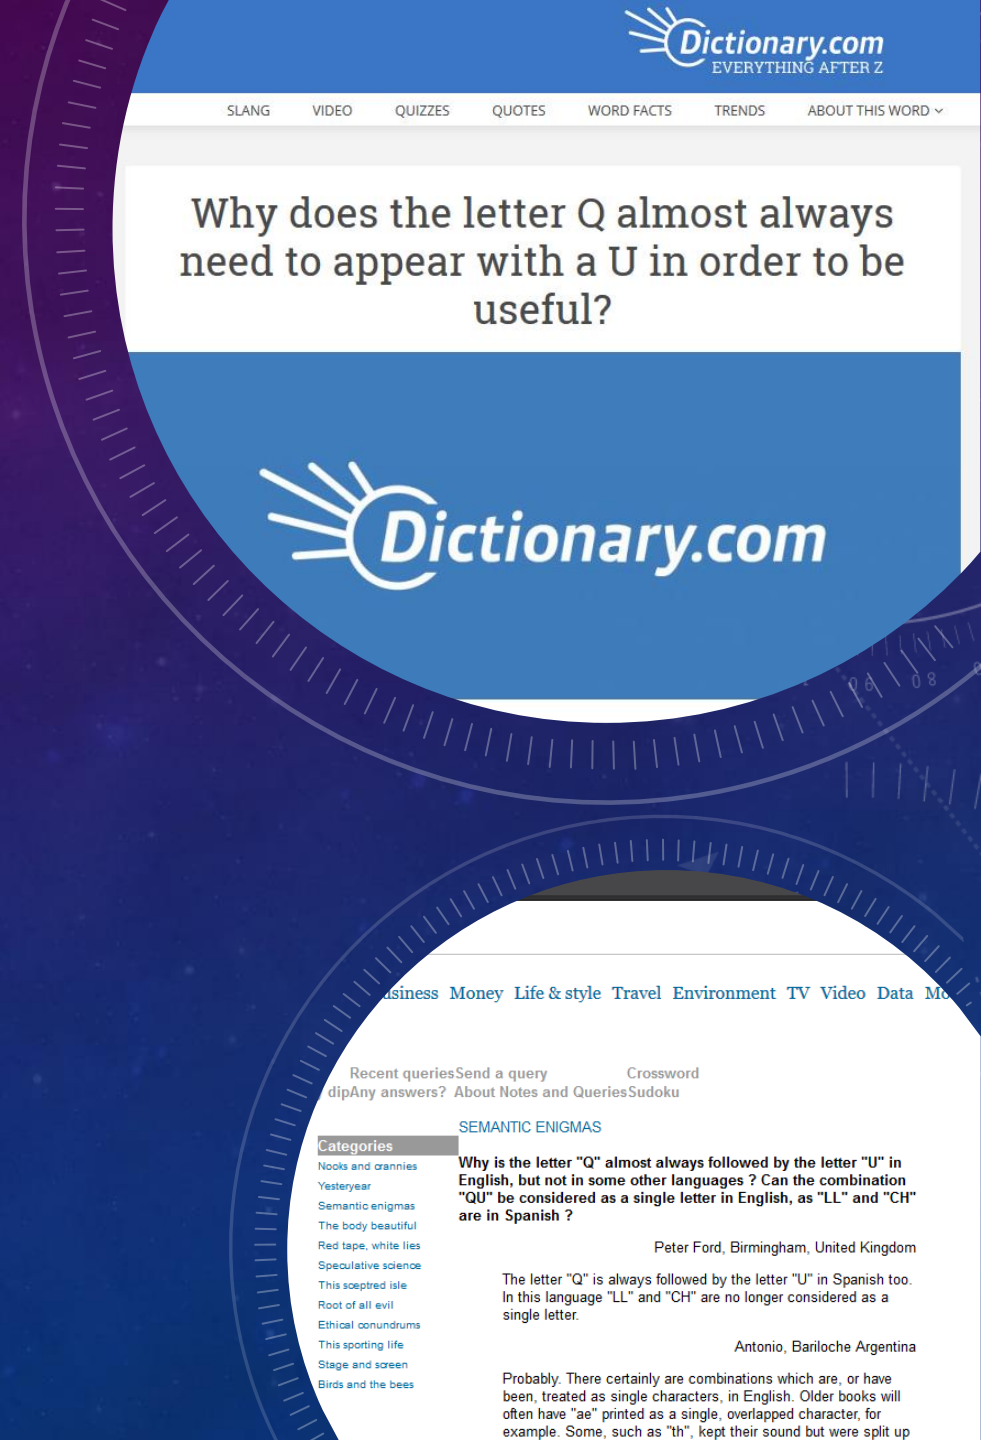 Dictionary.com
EVERYTHING AFTER Z
SLANG VIDEO QUIZZES QUOTES WORD FACTS TRENDS ABOUT THIS WORD
Why does the letter Q almost always
need to appear with a U in order to be
useful?
Dictionary.com
06 08
Money Life & style Travel Environment TV Video Data
Recent queries Send a query Crossword
dip Any answers? About Notes and Queries Sudoku
SEMANTIC ENIGMAS
Categories
Nooks and crannies
Yesteryear
Semantic enigmas
The body beautiful
Red tape, white lies
Speculative science
This sceptred isle
Root of all evil
Ethical conundrums
This sporting life
Stage and screen
Birds and the bees
Why is the letter "Q" almost always followed by the letter "U" in
English, but not in some other languages ? Can the combination
"QU" be considered as a single letter in English, as "LL" and "CH"
are in Spanish ?
Peter Ford, Birmingham, United Kingdom
The letter "Q" is always followed by the letter "U" in Spanish too.
In this language "LL" and "CH" are no longer considered as a
single letter.
Antonio, Bariloche Argentina
Probably. There certainly are combinations which are, or have
been, treated as single characters, in English. Older books will
often have "ae" printed as a single, overlapped character, for
example. Some, such as "th", kept their sound but were split up